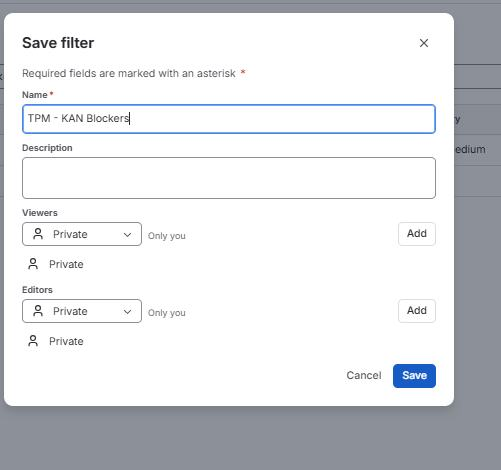 Save filter
Required fields are marked with an asterisk *
Name*
TPM - KAN Blockers
Description
Viewers
Private
Only you
Add
Private
Editors
Private
Only you
Add
Private
Cancel
Save